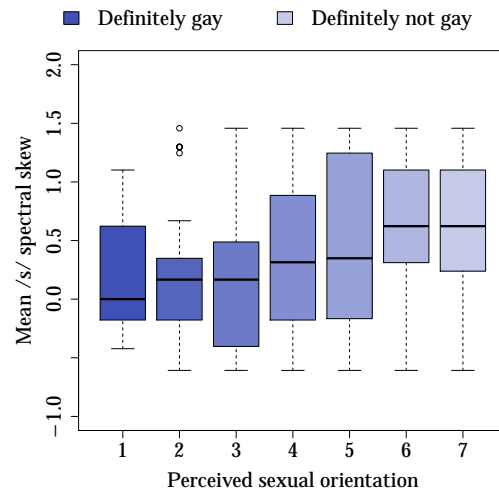 Definitely gay Definitely not gay
Mean /s/ spectral skew
2.0
1.5
1.0
0.5
0.0
−1.0
1 2 3 4 5 6 7
Perceived sexual orientation